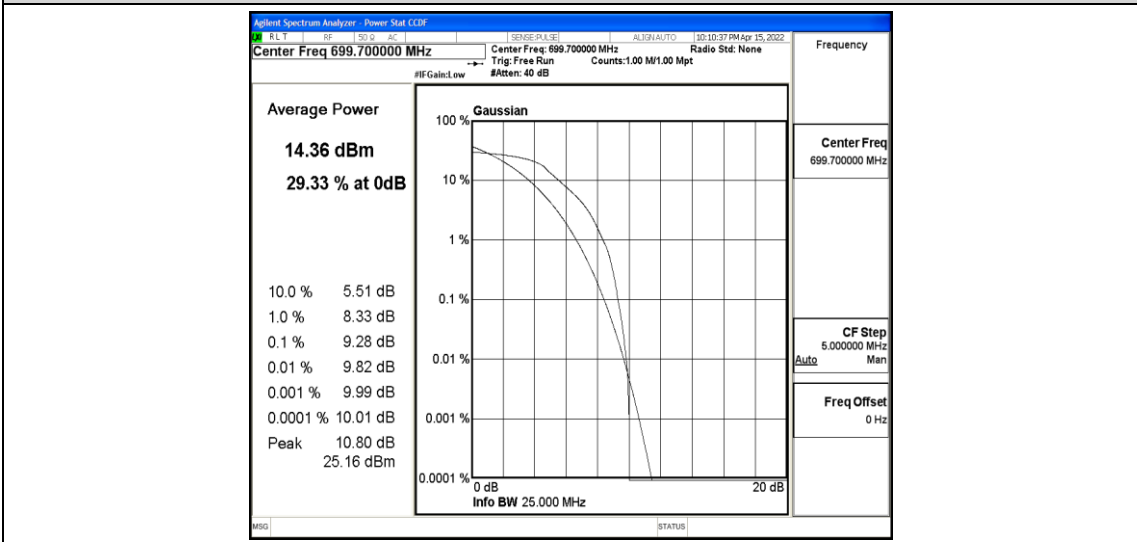 Agilent Spectrum Analyzer - Power Stat CCDF
LXI RLT RF 50 Ω AC SENSE:PULSE ALIGNAUTO 10:10:37 PM Apr 15, 2022
Center Freq 699.700000 MHz
Center Freq: 699.700000 MHz Radio Std: None
Trig: Free Run Counts:1.00 M/1.00 Mpt
#IFGain:Low #Atten: 40 dB
Average Power
14.36 dBm
29.33 % at 0dB
10.0 % 5.51 dB
1.0 % 8.33 dB
0.1 % 9.28 dB
0.01 % 9.82 dB
0.001 % 9.99 dB
0.0001 % 10.01 dB
Peak 10.80 dB
25.16 dBm
Gaussian
100 %
10 %
1 %
0.1 %
0.01 %
0.001 %
0.0001 %
0 dB 20 dB
Info BW 25.000 MHz
Frequency
Center Freq
699.700000 MHz
CF Step
5.000000 MHz
Auto Man
Freq Offset
0 Hz
MSG STATUS